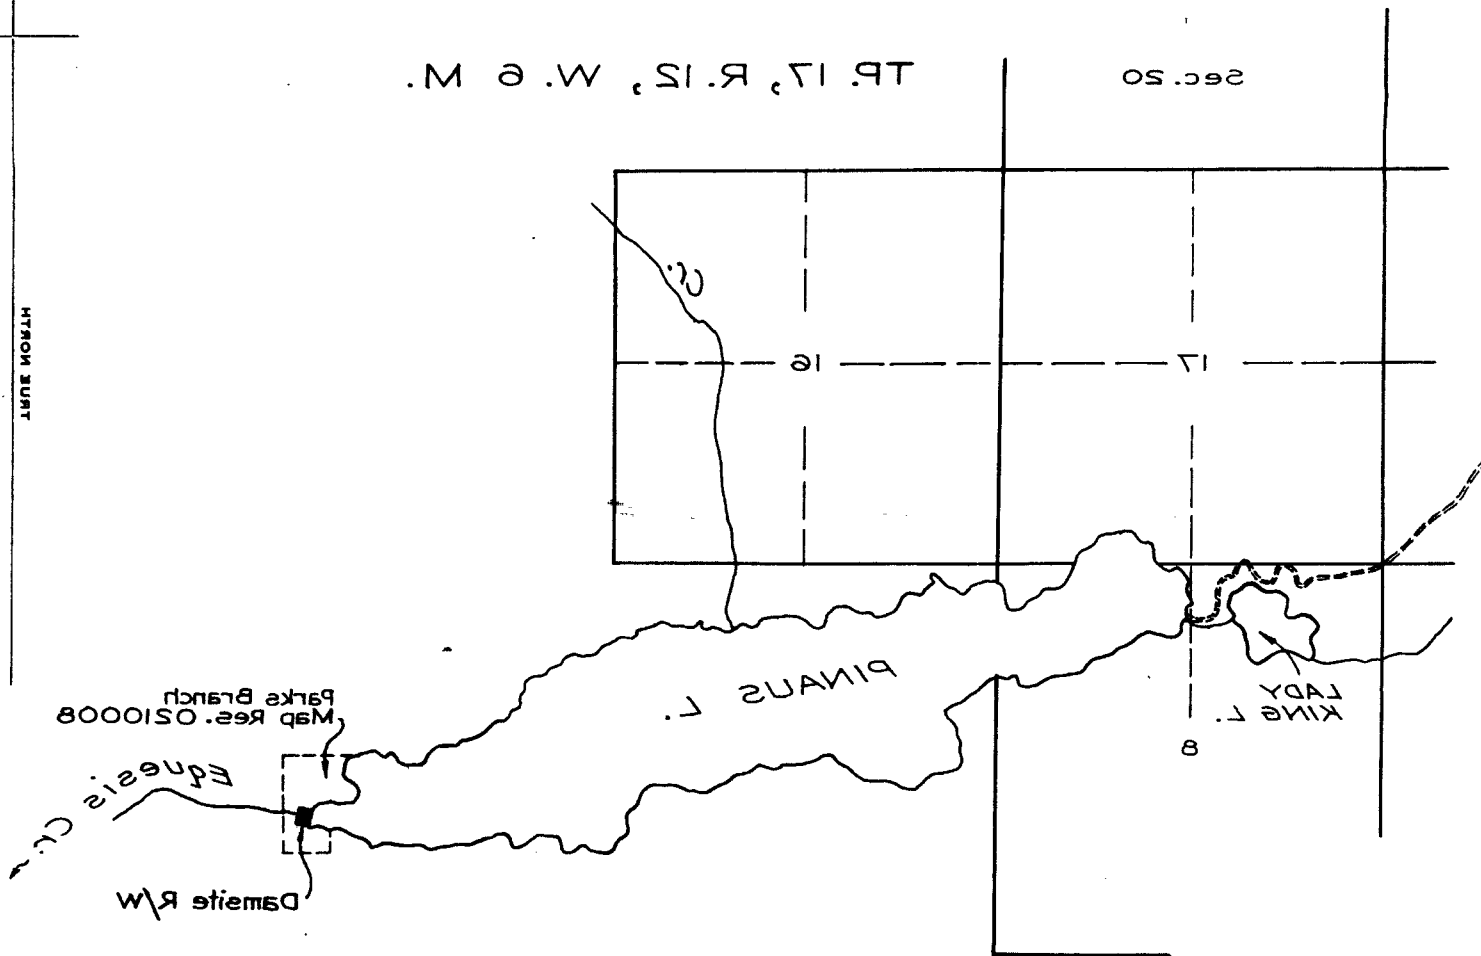 TP. 17, R.12, W. 6 M.
Sec. 20
Cr.
TRUE NORTH
16
17
PINAUS L.
LADY
KING L.
8
Parks Branch
Map Res. 0210008
Equesis Cr.
Damsite R/W